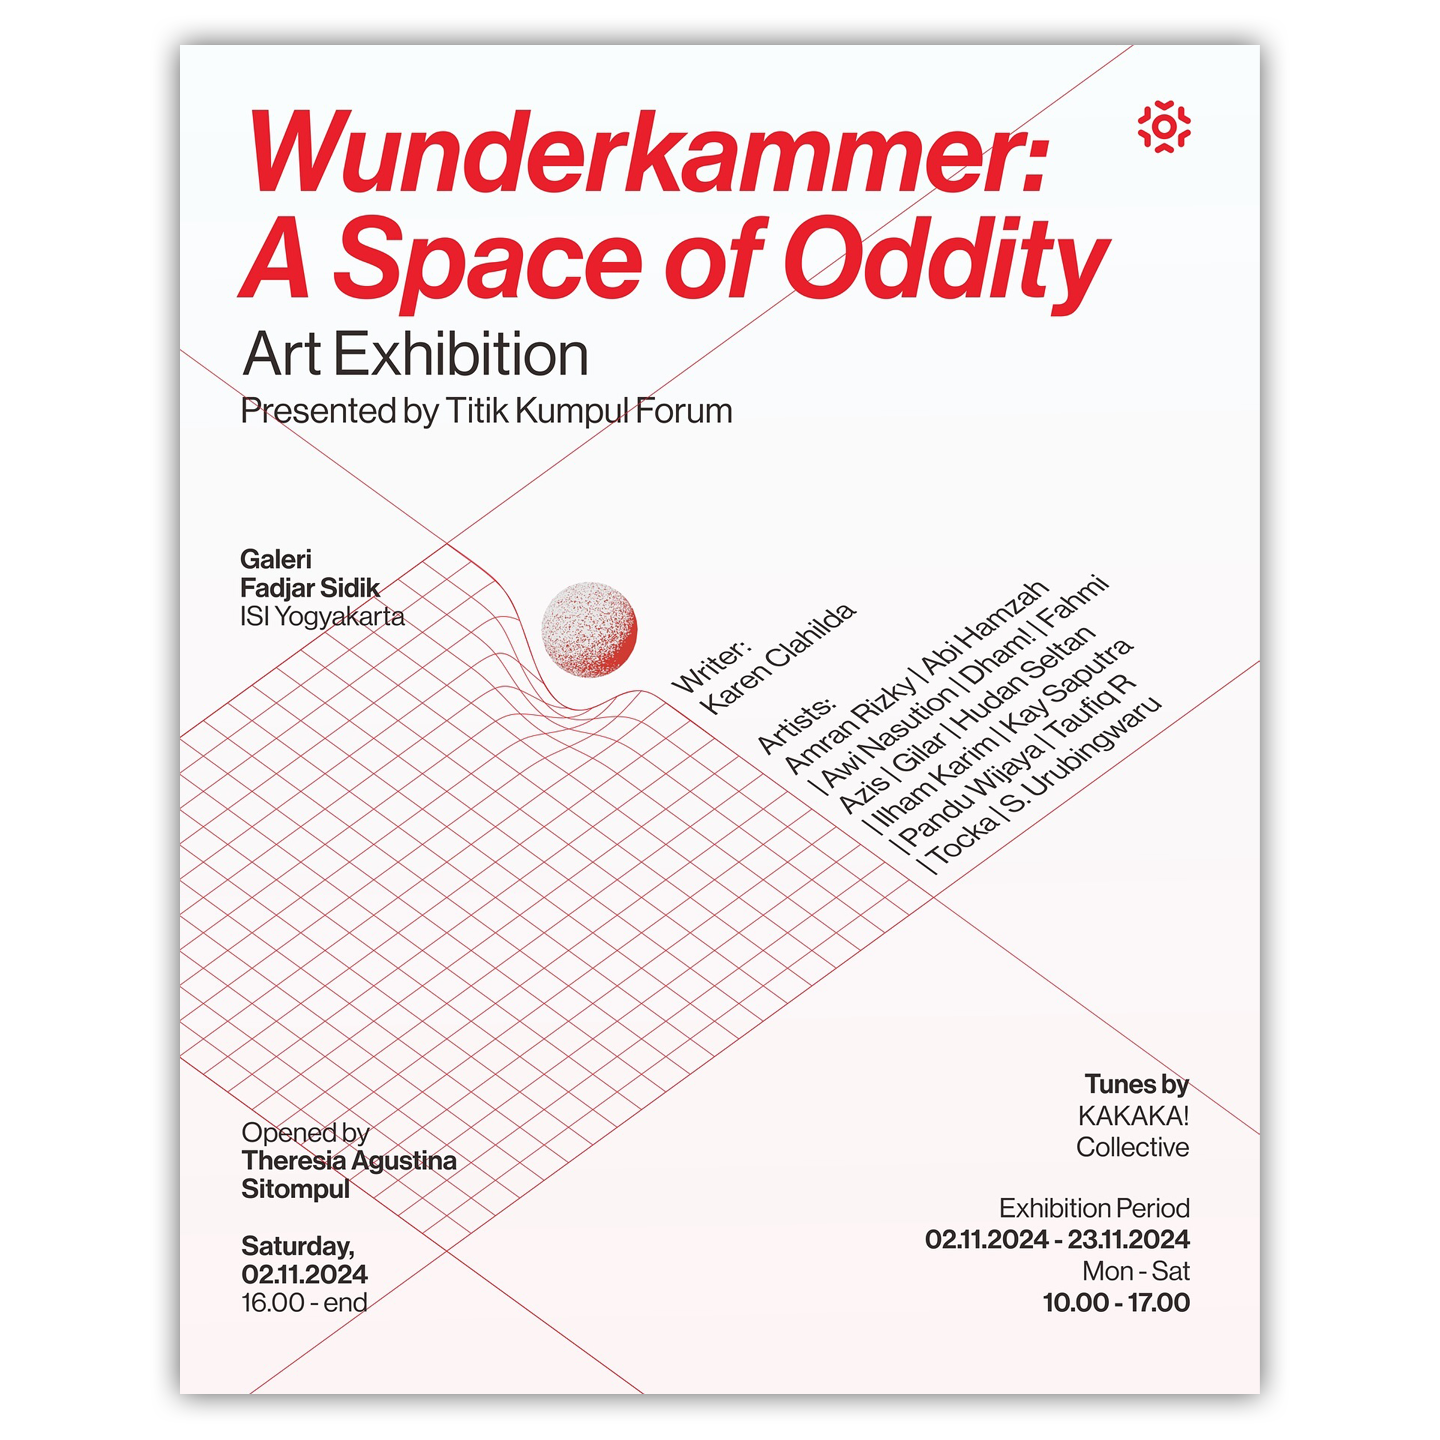 Wunderkammer:
A Space of Oddity
Art Exhibition
Presented by Titik Kumpul Forum
Galeri
Fadjar Sidik
ISI Yogyakarta
Writer:
Karen Clahilda
Artists:
Amran Rizky | Abi Hamzah
| Awi Nasution | Dham! | Fahmi
Azis | Gilar | Hudan Seltan
| Ilham Karim | Kay Saputra
| Pandu Wijaya | Taufiq R
| Tocka | S. Urubingwaru
Opened by
Theresia Agustina
Sitompul
Saturday,
02.11.2024
16.00 - end
Tunes by
KAKAKA!
Collective
Exhibition Period
02.11.2024 - 23.11.2024
Mon - Sat
10.00 - 17.00